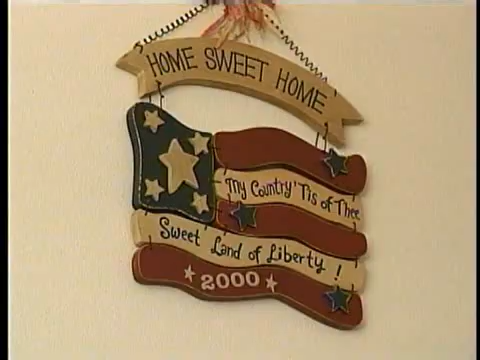 HOME SWEET HOME
My Country 'Tis of Thee
Sweet Land of Liberty !
2000